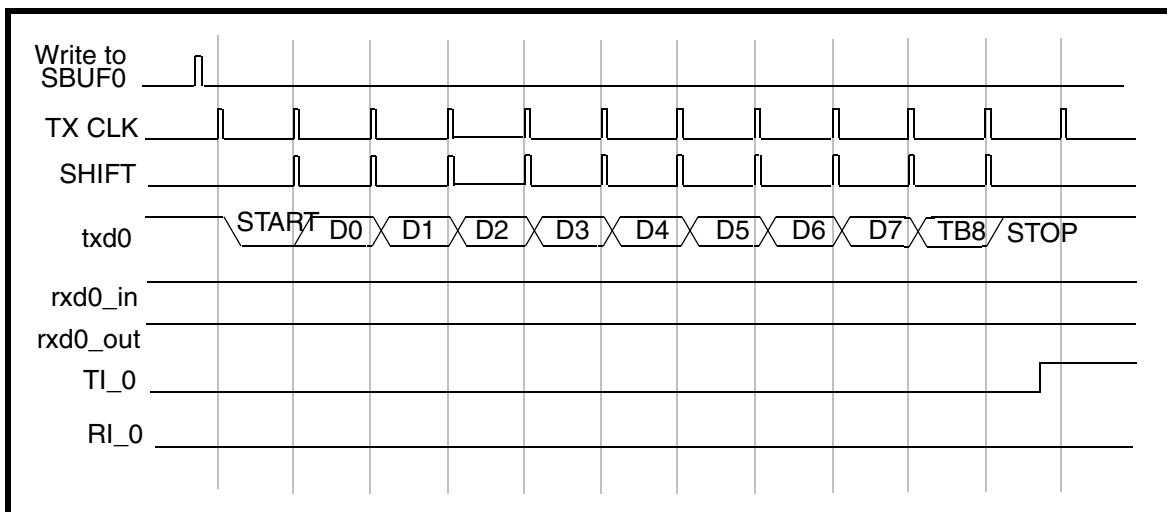 Write to
SBUF0
TX CLK
SHIFT
txd0
START D0 D1 D2 D3 D4 D5 D6 D7 TB8 STOP
rxd0_in
rxd0_out
TI_0
RI_0